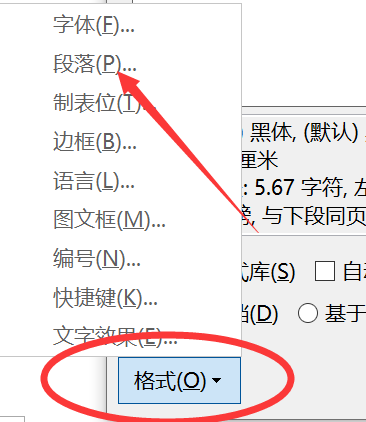 字体(F)...
段落(P)...
制表位(T)...
边框(B)...
语言(L)...
图文框(M)...
编号(N)...
快捷键(K)...
文字效果(E)...
格式(O)
) 黑体, (默认)
厘米
: 5.67 字符, 左
磅, 与下段同页
式库(S) 自动
档(D) 基于